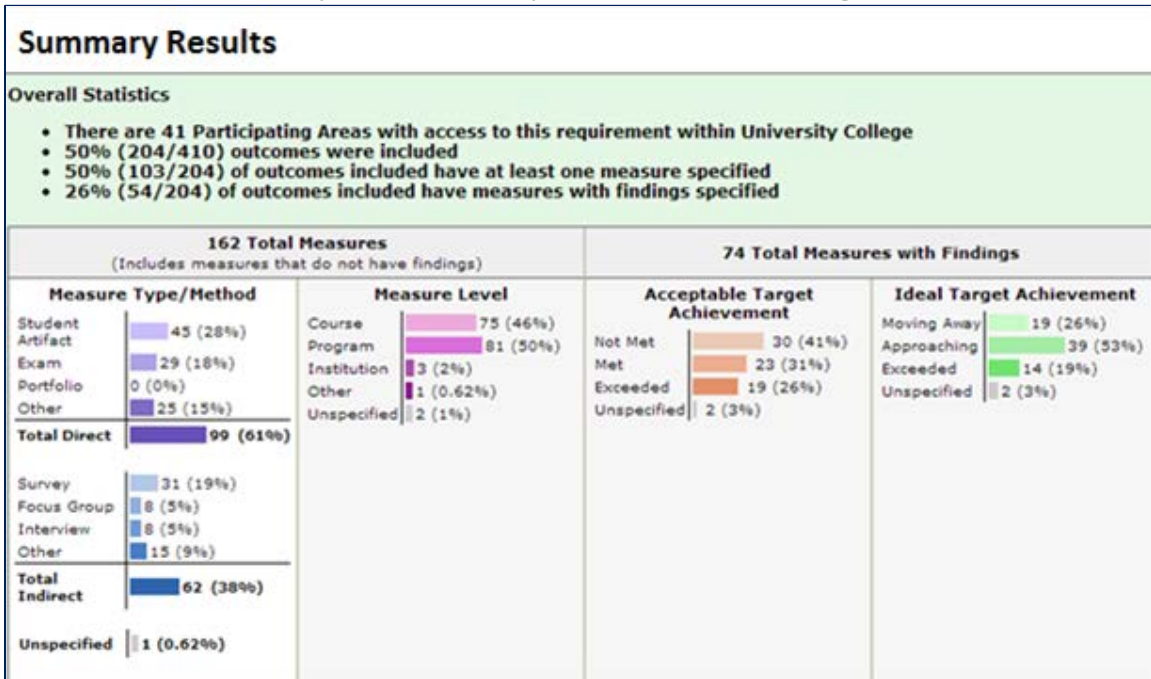 Summary Results
Overall Statistics
• There are 41 Participating Areas with access to this requirement within University College
• 50% (204/410) outcomes were included
• 50% (103/204) of outcomes included have at least one measure specified
• 26% (54/204) of outcomes included have measures with findings specified
162 Total Measures
(Includes measures that do not have findings)
74 Total Measures with Findings
Measure Type/Method
Student Artifact 45 (28%)
Exam 29 (18%)
Portfolio 0 (0%)
Other 25 (15%)
Total Direct 99 (61%)
Survey 31 (19%)
Focus Group 8 (5%)
Interview 8 (5%)
Other 15 (9%)
Total Indirect 62 (38%)
Unspecified 1 (0.62%)
Measure Level
Course 75 (46%)
Program 81 (50%)
Institution 3 (2%)
Other 1 (0.62%)
Unspecified 2 (1%)
Acceptable Target
Achievement
Not Met 30 (41%)
Met 23 (31%)
Exceeded 19 (26%)
Unspecified 2 (3%)
Ideal Target Achievement
Moving Away 19 (26%)
Approaching 39 (53%)
Exceeded 14 (19%)
Unspecified 2 (3%)